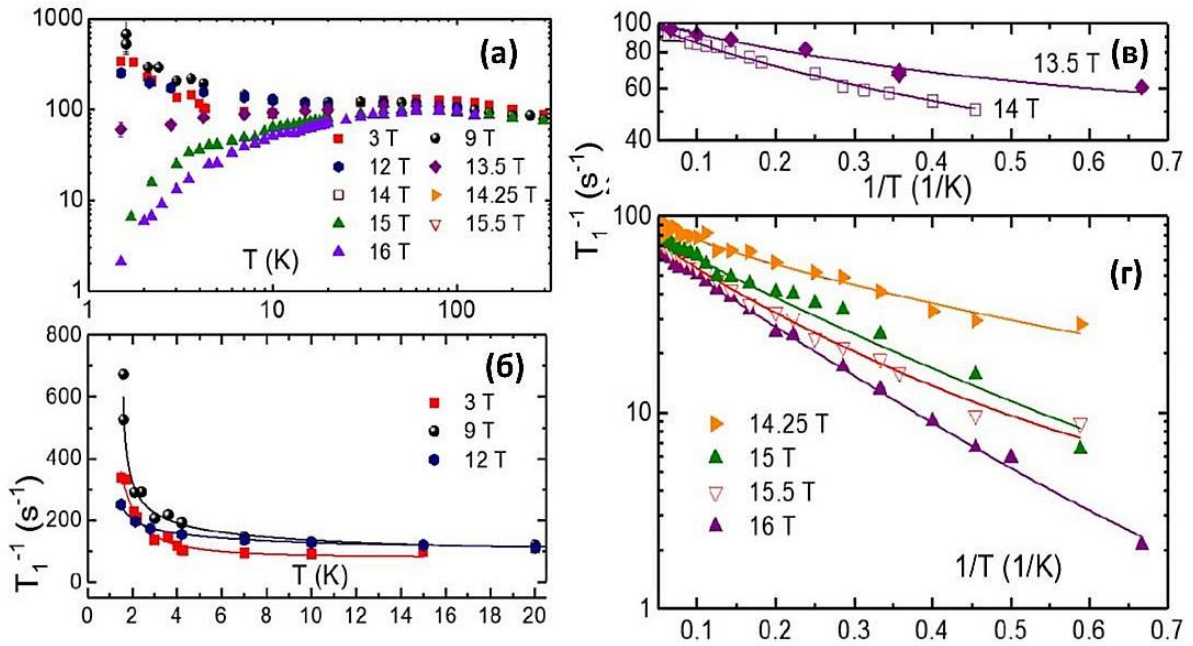 (а)
1000
100
10
1
3 T
9 T
12 T
13.5 T
14 T
14.25 T
15 T
15.5 T
16 T
T (K)
1
10
100
(б)
800
600
400
200
0
T₁⁻¹ (s⁻¹)
3 T
9 T
12 T
T (K)
0 2 4 6 8 10 12 14 16 18 20
(в)
100
80
60
40
13.5 T
14 T
0.1 0.2 0.3 0.4 0.5 0.6 0.7
1/T (1/K)
T₁⁻¹ (s⁻¹)
(г)
100
10
1
14.25 T
15 T
15.5 T
16 T
1/T (1/K)
0.1 0.2 0.3 0.4 0.5 0.6 0.7